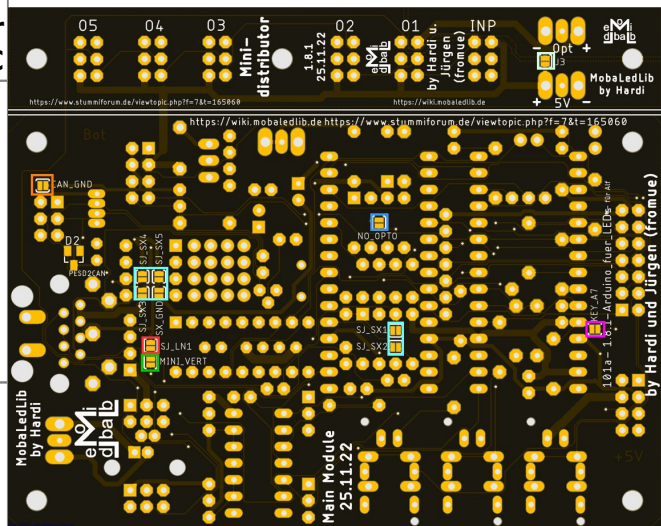 05
04
03
02
01
INP
Mini-
distributor
1.8.1
25.11.22
by Hardi u.
Jürgen
(fromue)
- Opt +
J3
MobaLedLib
by Hardi
+ 5V -
https://www.stummiforum.de/viewtopic.php?f=7&t=165060
https://wiki.mobaledlib.de
https://wiki.mobaledlib.de https://www.stummiforum.de/viewtopic.php?f=7&t=165060
Bot
CAN_GND
D2
PESD2CAN
SJ_SX4
SJ_SX5
SJ_SX3
SX_GND
SJ_LN1
MINI_VERT
NO_OPTO
SJ_SX1
SJ_SX2
KEY_A7
101a- 1.8.1-Arduino_fuer_LEDs_für Alf
by Hardi und Jürgen (fromue)
MobaLedLib
by Hardi
Main Module
25.11.22
+5V